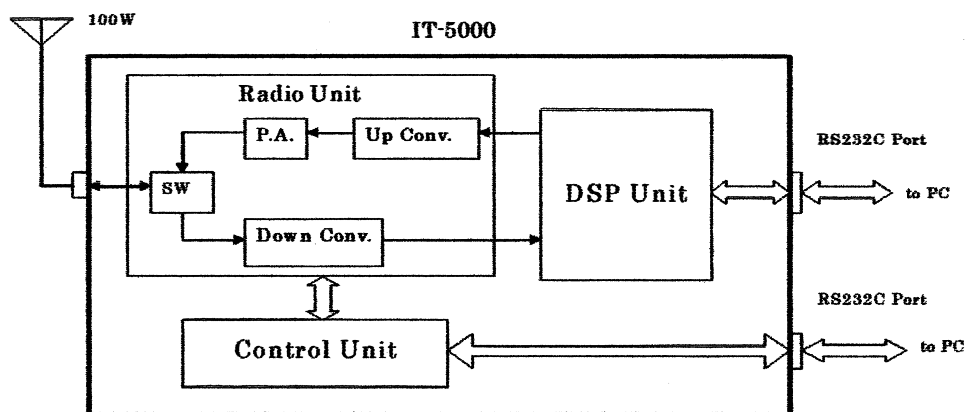 100W
IT-5000
Radio Unit
P.A.
Up Conv.
RS232C Port
SW
DSP Unit
to PC
Down Conv.
RS232C Port
Control Unit
to PC